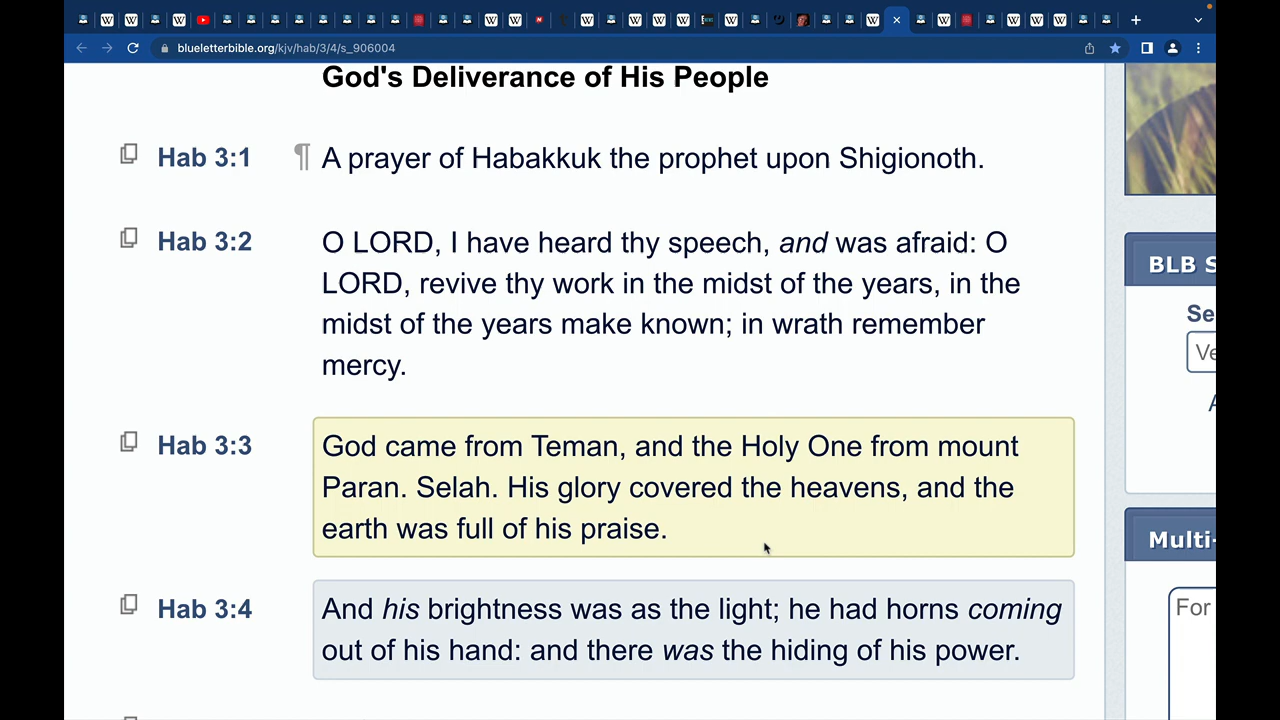 blueletterbible.org/kjv/hab/3/4/s_906004
God's Deliverance of His People
Hab 3:1 ¶ A prayer of Habakkuk the prophet upon Shigionoth.
Hab 3:2 O LORD, I have heard thy speech, and was afraid: O
LORD, revive thy work in the midst of the years, in the
midst of the years make known; in wrath remember
mercy.
Hab 3:3 God came from Teman, and the Holy One from mount
Paran. Selah. His glory covered the heavens, and the
earth was full of his praise.
Hab 3:4 And his brightness was as the light; he had horns coming
out of his hand: and there was the hiding of his power.
BLB S
Se
Ve
Multi-
For